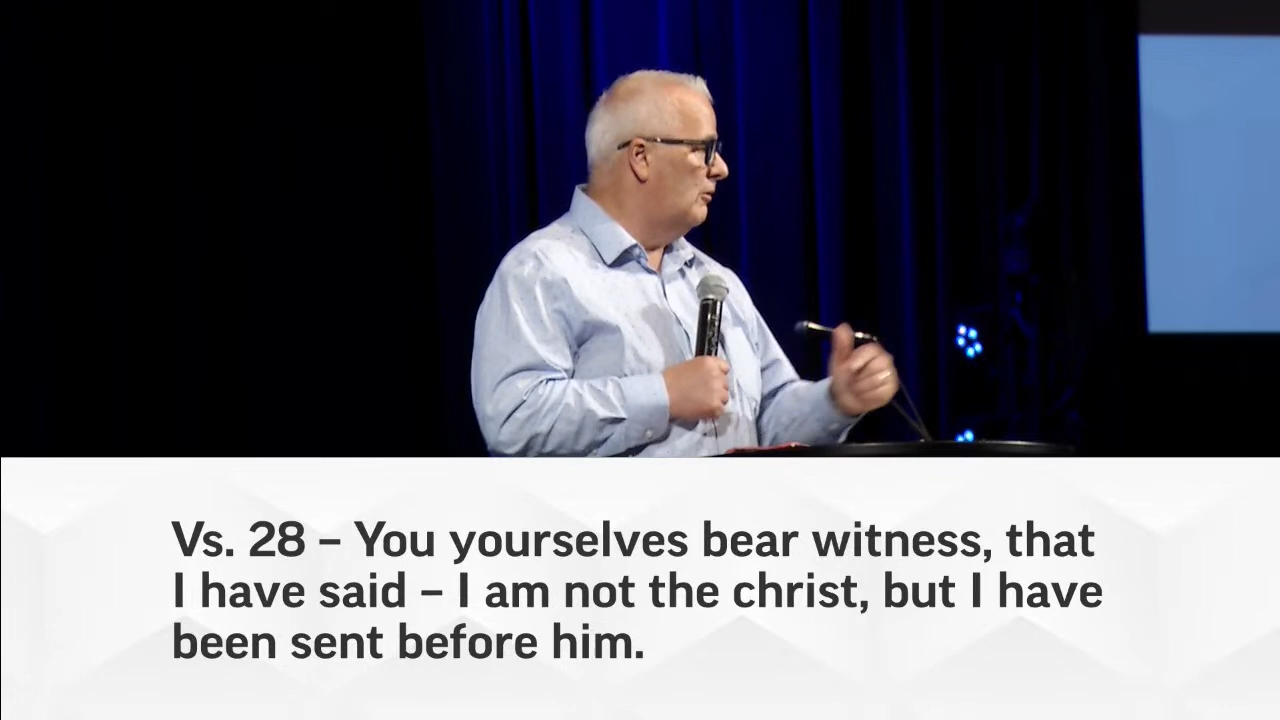 Vs. 28 – You yourselves bear witness, that
I have said – I am not the christ, but I have
been sent before him.